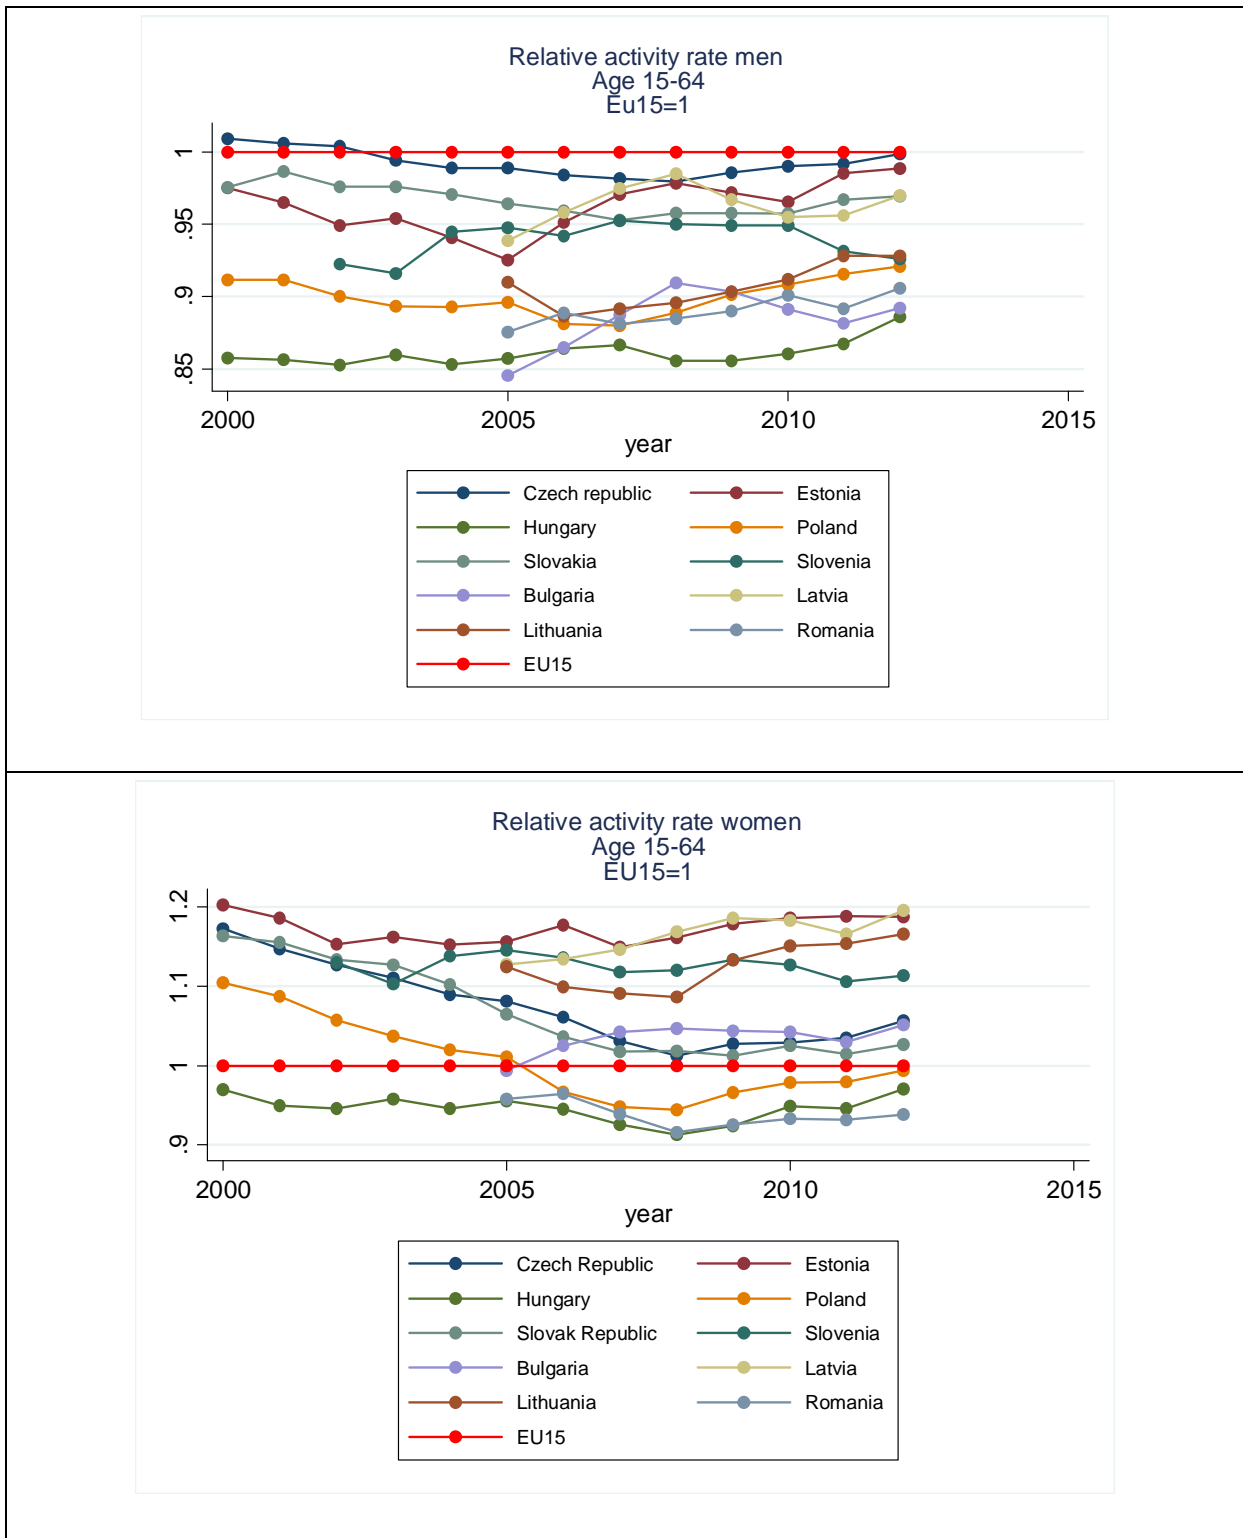 Relative activity rate men
Age 15-64
Eu15=1
1
.95
.9
.85
2000 2005 2010 2015
year
Czech republic Estonia
Hungary Poland
Slovakia Slovenia
Bulgaria Latvia
Lithuania Romania
EU15
Relative activity rate women
Age 15-64
EU15=1
1.2
1.1
1
.9
2000 2005 2010 2015
year
Czech Republic Estonia
Hungary Poland
Slovak Republic Slovenia
Bulgaria Latvia
Lithuania Romania
EU15